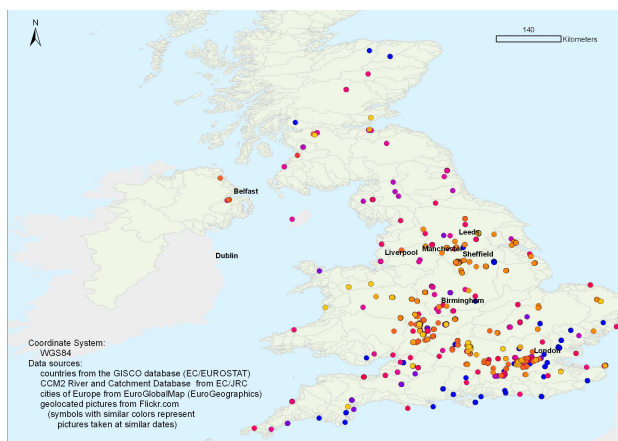 N
140
Kilometers
Belfast
Leeds
Liverpool
Manchester
Sheffield
Dublin
Birmingham
London
Coordinate System:
WGS84
Data sources:
countries from the GISCO database (EC/EUROSTAT)
CCM2 River and Catchment Database from EC/JRC
cities of Europe from EuroGlobalMap (EuroGeographics)
geolocated pictures from Flickr.com
(symbols with similar colors represent
pictures taken at similar dates)